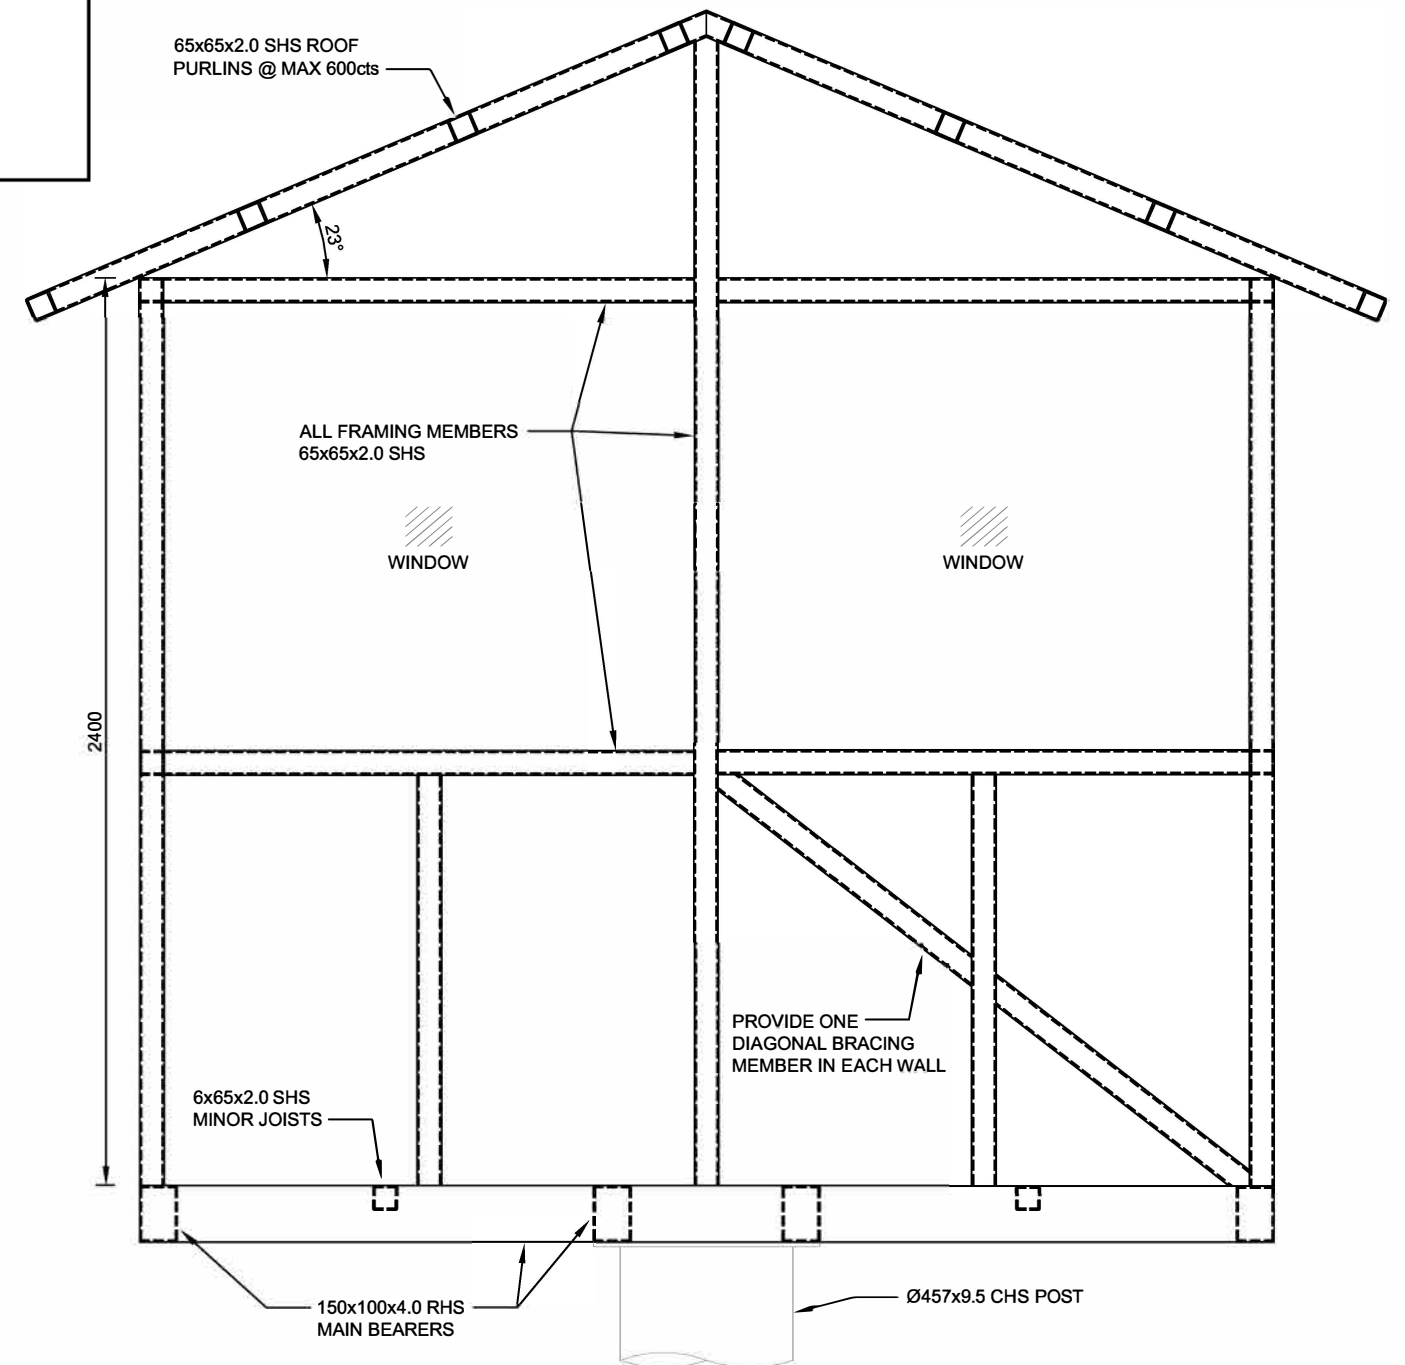 65x65x2.0 SHS ROOF
PURLINS @ MAX 600cts
23°
ALL FRAMING MEMBERS
65x65x2.0 SHS
WINDOW
WINDOW
2400
PROVIDE ONE
DIAGONAL BRACING
MEMBER IN EACH WALL
6x65x2.0 SHS
MINOR JOISTS
150x100x4.0 RHS
MAIN BEARERS
Ø457x9.5 CHS POST